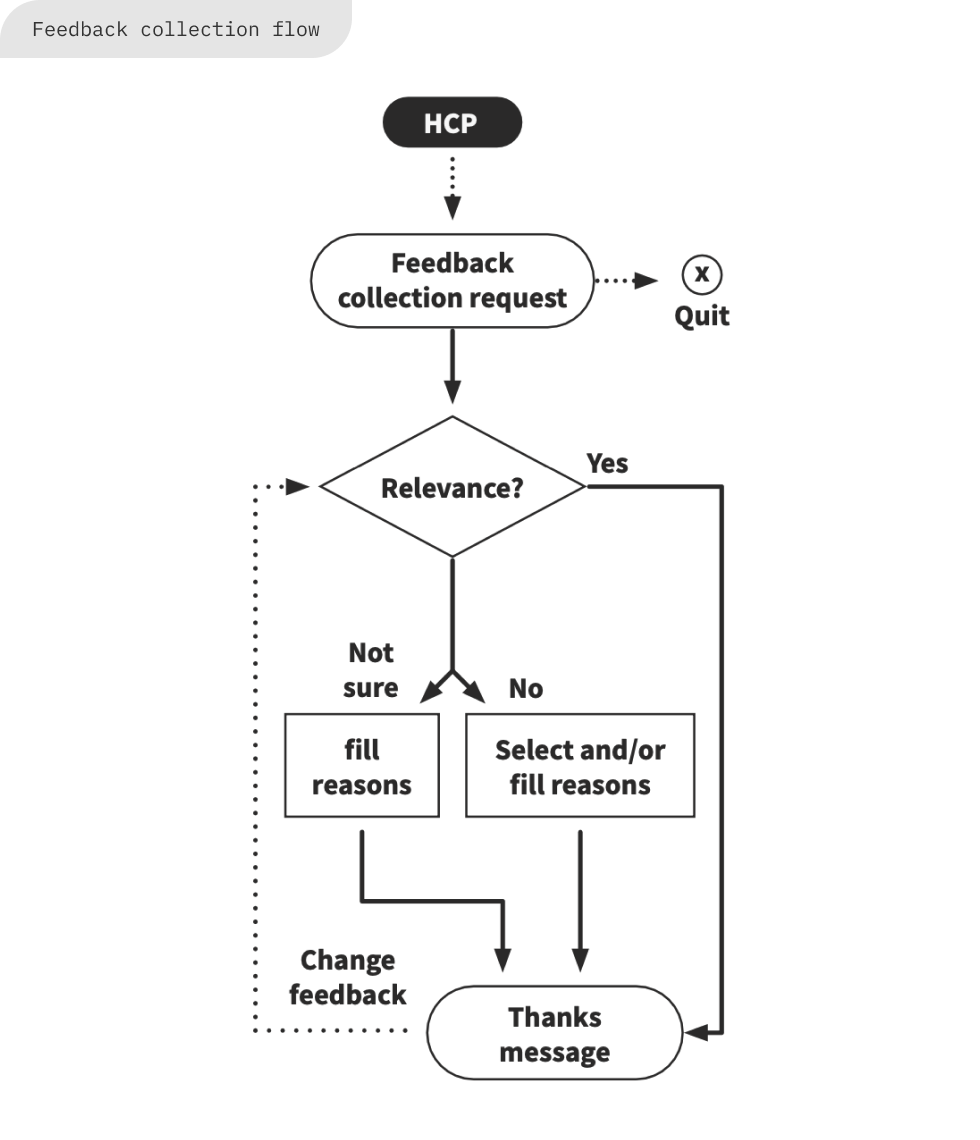 Feedback collection flow
HCP
Feedback
collection request
X
Quit
Yes
Relevance?
Not
sure
No
fill
reasons
Select and/or
fill reasons
Change
feedback
Thanks
message